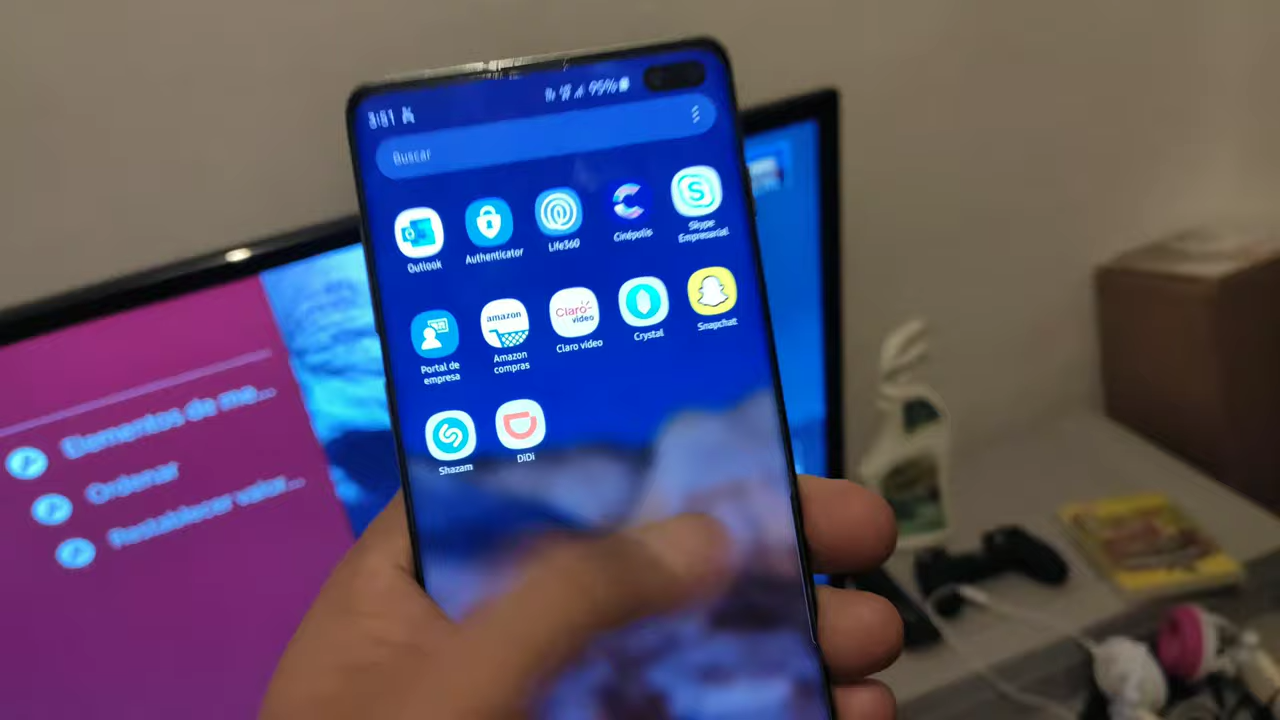 95%
Buscar
Outlook
Authenticator
Life360
Cinépolis
Skype
Empresarial
Portal de
empresa
amazon
Amazon
compras
Claro
video
Claro video
Crystal
Snapchat
Shazam
DiDi
Elementos de me...
Ordenar
Restablecer valor...